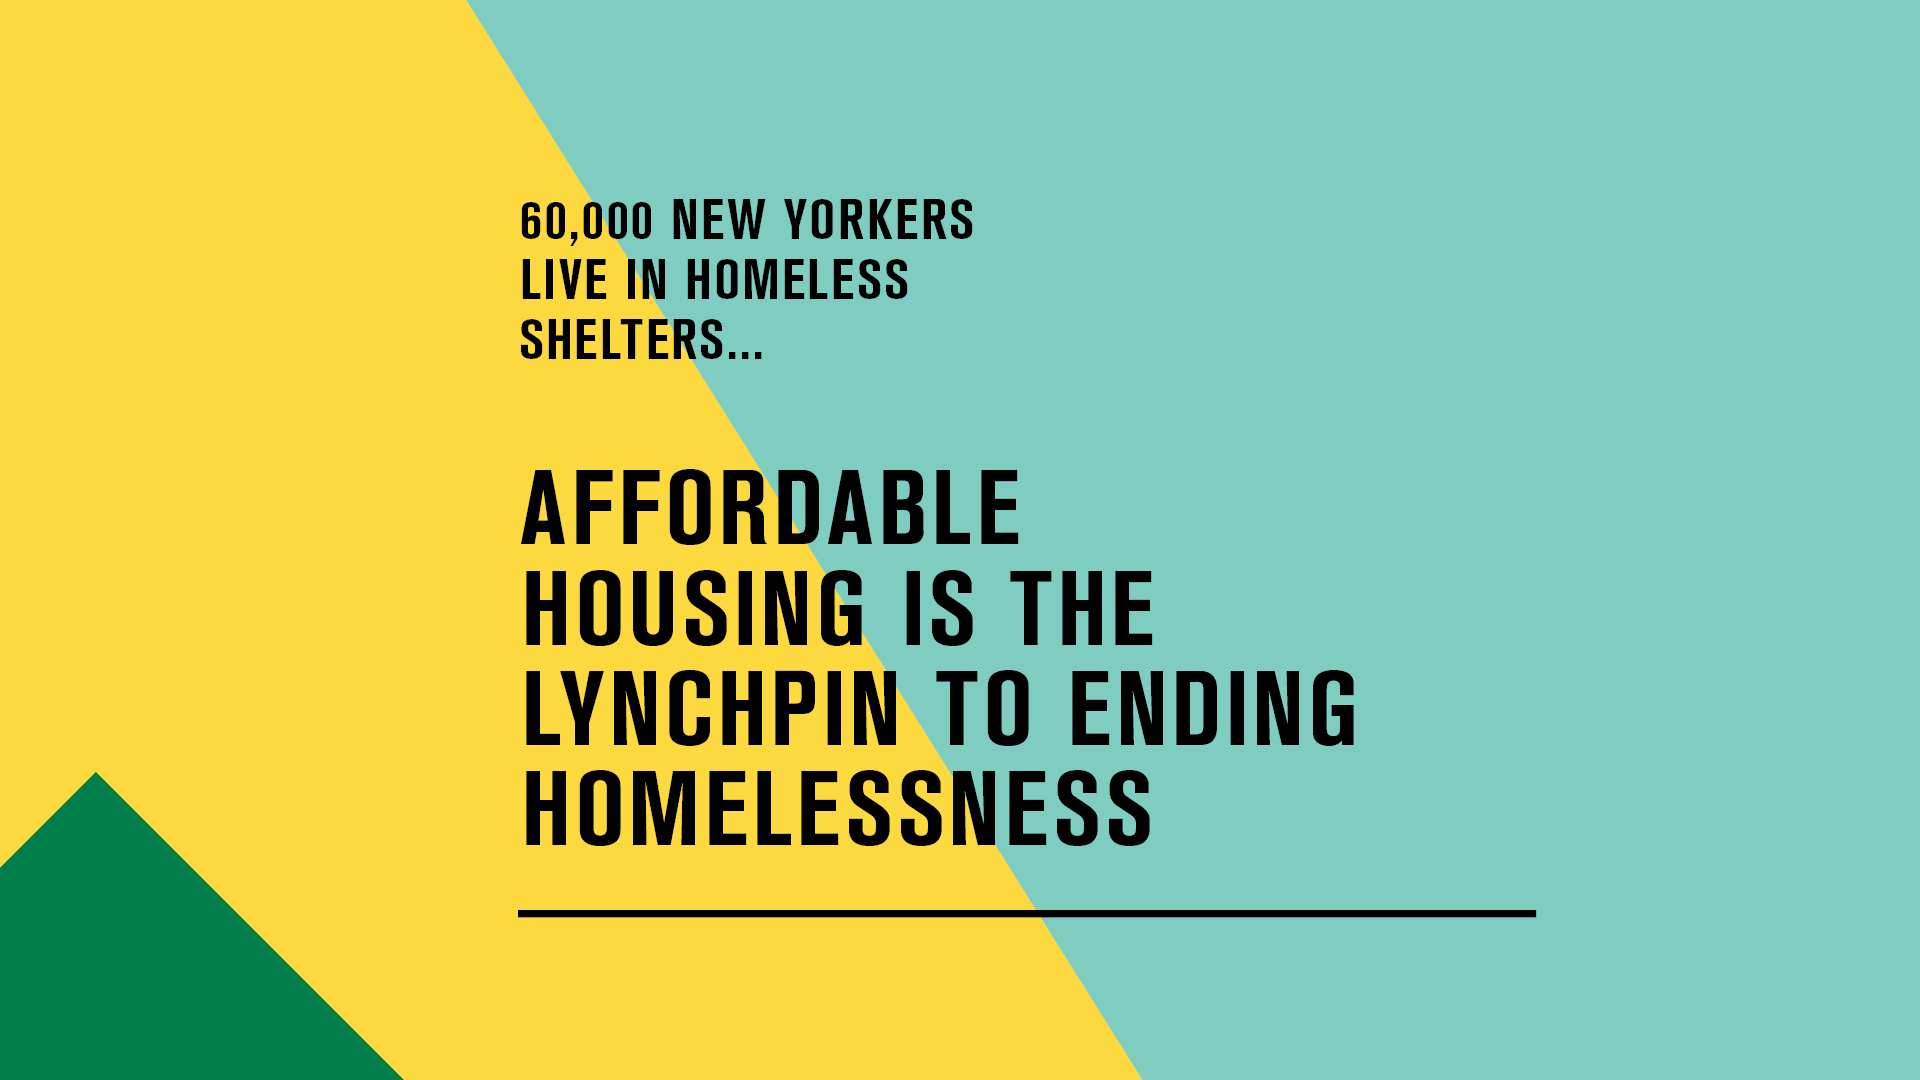 60,000 NEW YORKERS
LIVE IN HOMELESS
SHELTERS...
AFFORDABLE
HOUSING IS THE
LYNCHPIN TO ENDING
HOMELESSNESS